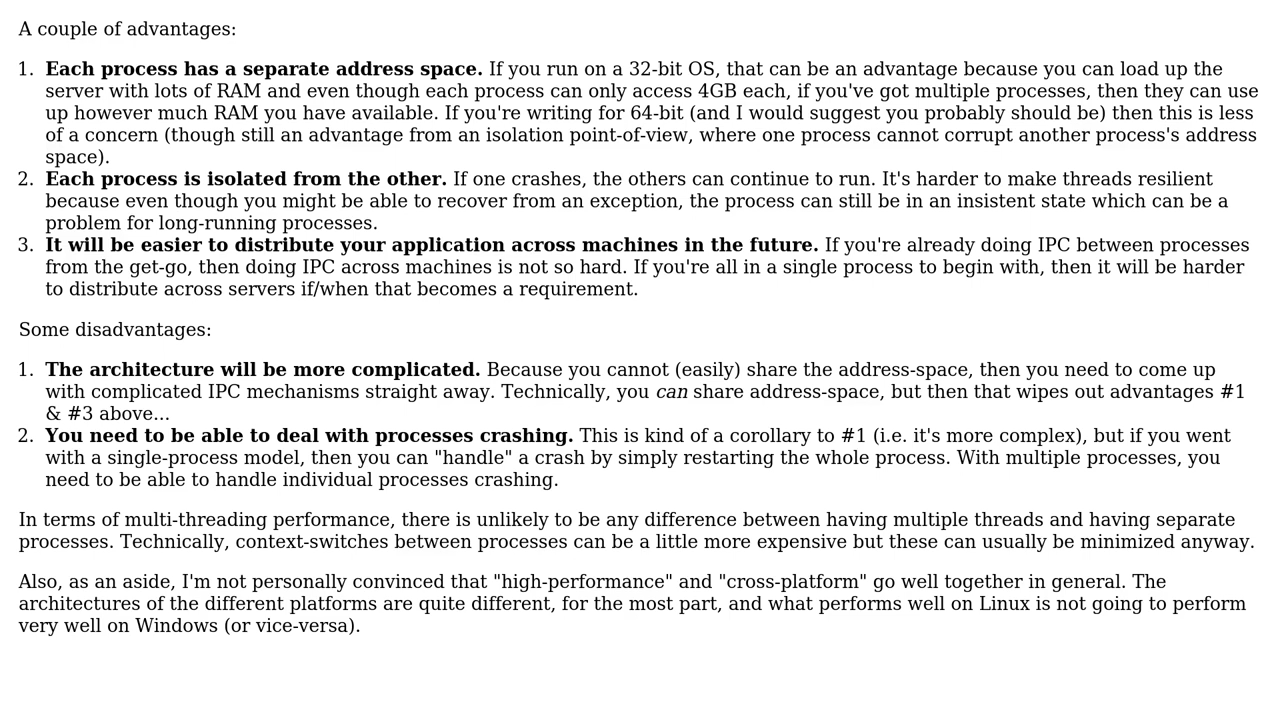 A couple of advantages:
1. Each process has a separate address space. If you run on a 32-bit OS, that can be an advantage because you can load up the
server with lots of RAM and even though each process can only access 4GB each, if you've got multiple processes, then they can use
up however much RAM you have available. If you're writing for 64-bit (and I would suggest you probably should be) then this is less
of a concern (though still an advantage from an isolation point-of-view, where one process cannot corrupt another process's address
space).
2. Each process is isolated from the other. If one crashes, the others can continue to run. It's harder to make threads resilient
because even though you might be able to recover from an exception, the process can still be in an insistent state which can be a
problem for long-running processes.
3. It will be easier to distribute your application across machines in the future. If you're already doing IPC between processes
from the get-go, then doing IPC across machines is not so hard. If you're all in a single process to begin with, then it will be harder
to distribute across servers if/when that becomes a requirement.
Some disadvantages:
1. The architecture will be more complicated. Because you cannot (easily) share the address-space, then you need to come up
with complicated IPC mechanisms straight away. Technically, you can share address-space, but then that wipes out advantages #1
& #3 above...
2. You need to be able to deal with processes crashing. This is kind of a corollary to #1 (i.e. it's more complex), but if you went
with a single-process model, then you can "handle" a crash by simply restarting the whole process. With multiple processes, you
need to be able to handle individual processes crashing.
In terms of multi-threading performance, there is unlikely to be any difference between having multiple threads and having separate
processes. Technically, context-switches between processes can be a little more expensive but these can usually be minimized anyway.
Also, as an aside, I'm not personally convinced that "high-performance" and "cross-platform" go well together in general. The
architectures of the different platforms are quite different, for the most part, and what performs well on Linux is not going to perform
very well on Windows (or vice-versa).